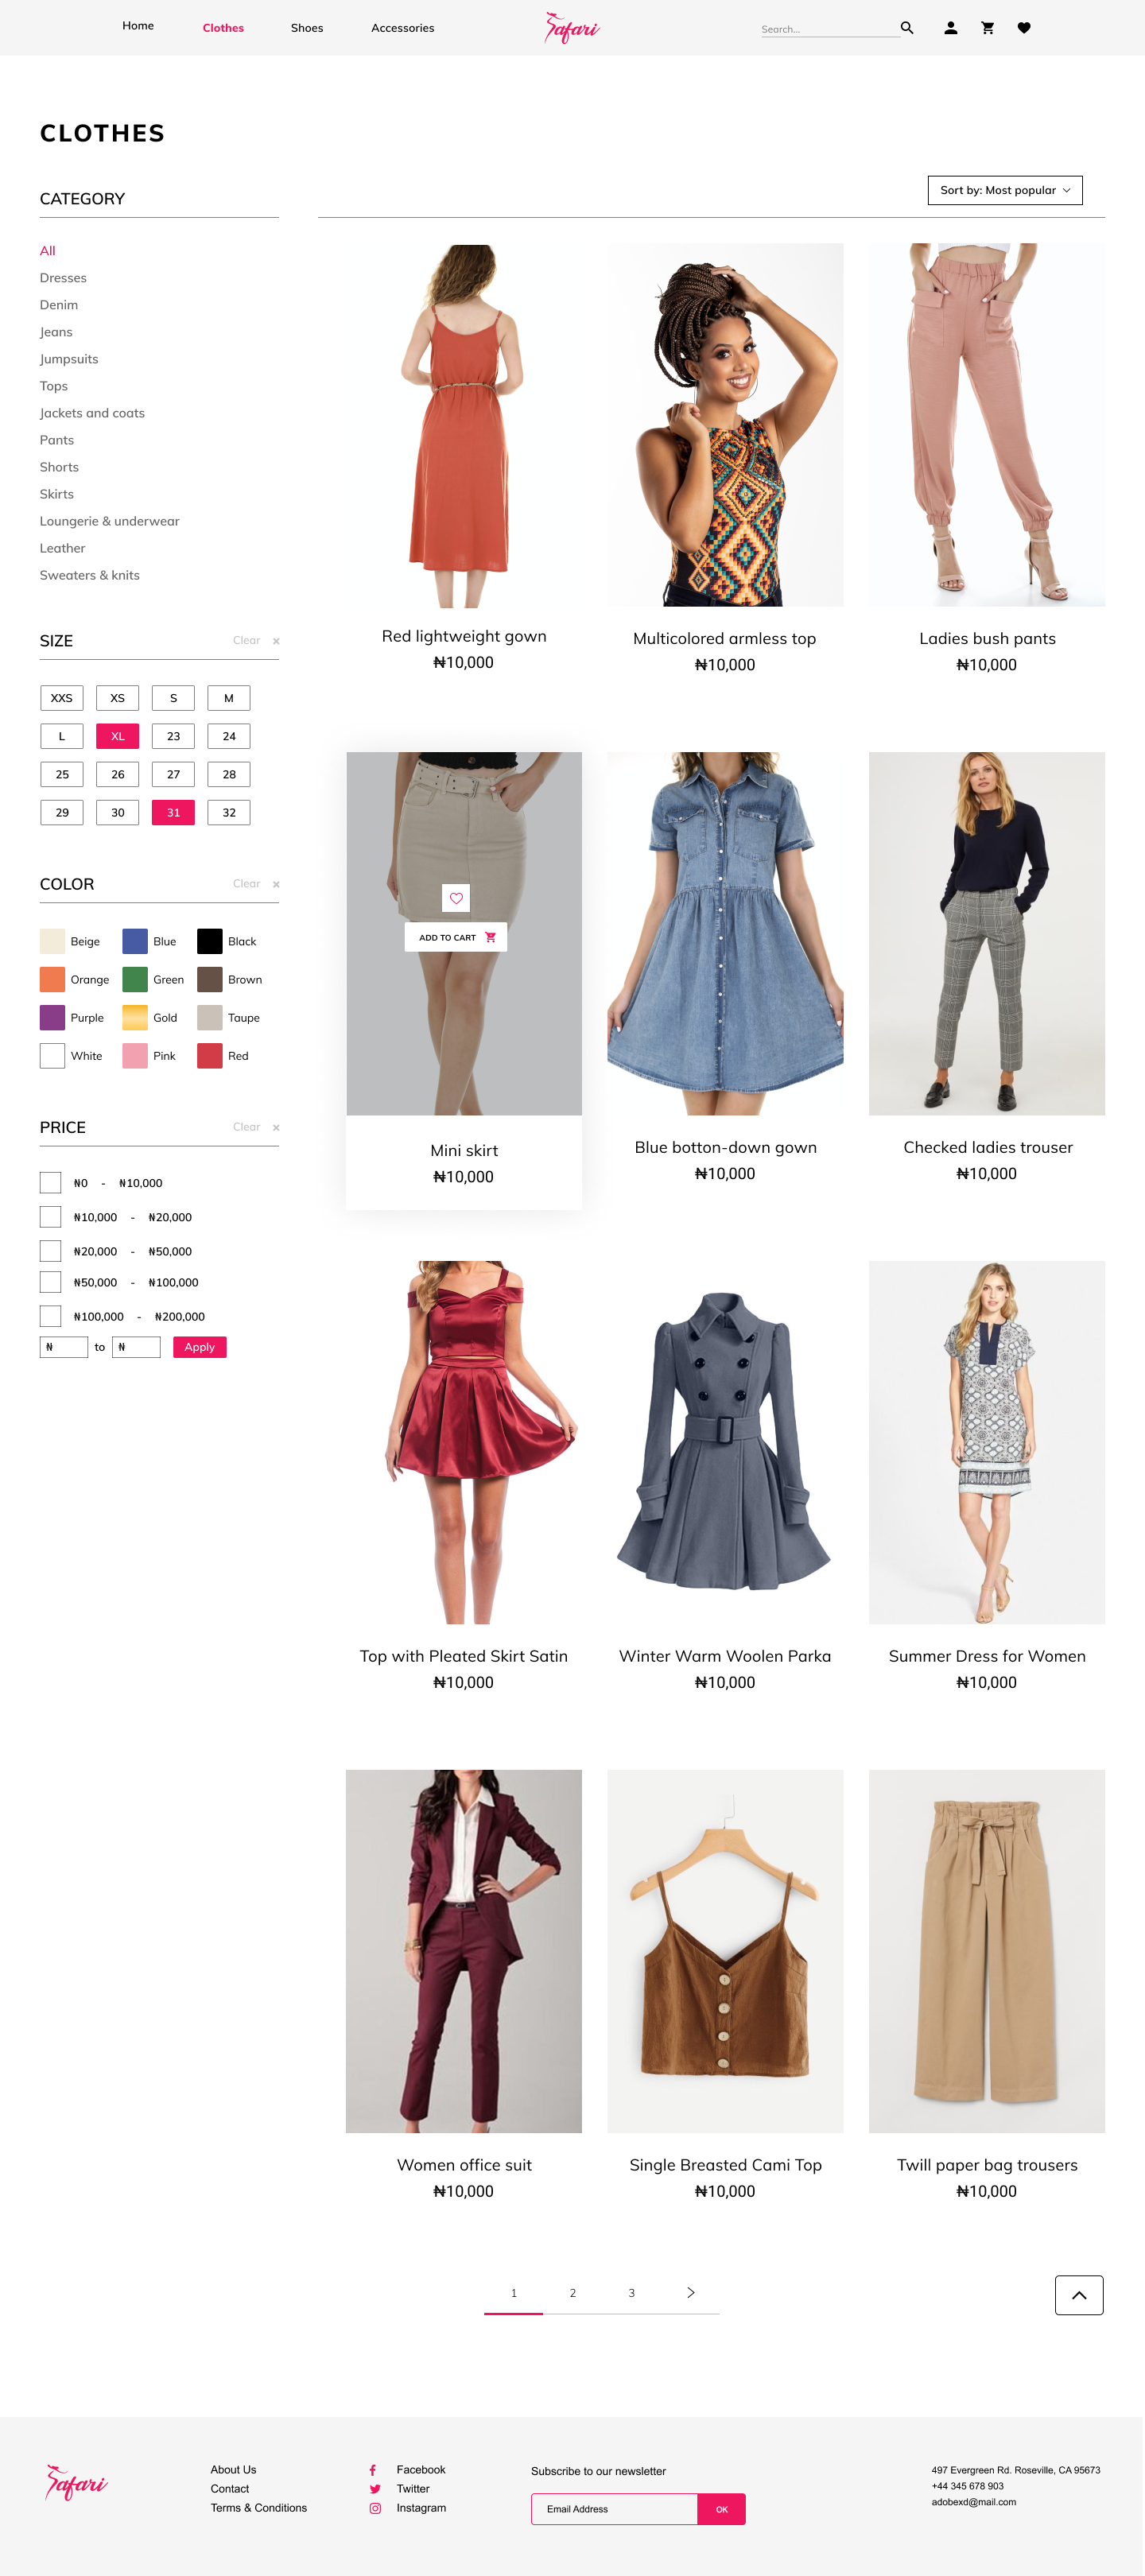 Home
Clothes
Shoes
Accessories
Safari
Search...
CLOTHES
CATEGORY
Sort by: Most popular
All
Dresses
Denim
Jeans
Jumpsuits
Tops
Jackets and coats
Pants
Shorts
Skirts
Loungerie & underwear
Leather
Sweaters & knits
Red lightweight gown
₦10,000
Multicolored armless top
₦10,000
Ladies bush pants
₦10,000
SIZE
Clear
XXS XS S M
L XL 23 24
25 26 27 28
29 30 31 32
COLOR
Clear
Beige Blue Black
Orange Green Brown
Purple Gold Taupe
White Pink Red
ADD TO CART
Mini skirt
₦10,000
Blue botton-down gown
₦10,000
Checked ladies trouser
₦10,000
PRICE
Clear
₦0 - ₦10,000
₦10,000 - ₦20,000
₦20,000 - ₦50,000
₦50,000 - ₦100,000
₦100,000 - ₦200,000
₦ to ₦ Apply
Top with Pleated Skirt Satin
₦10,000
Winter Warm Woolen Parka
₦10,000
Summer Dress for Women
₦10,000
Women office suit
₦10,000
Single Breasted Cami Top
₦10,000
Twill paper bag trousers
₦10,000
1 2 3
Safari
About Us
Contact
Terms & Conditions
Facebook
Twitter
Instagram
Subscribe to our newsletter
Email Address
OK
497 Evergreen Rd. Roseville, CA 95673
+44 345 678 903
adobexd@mail.com